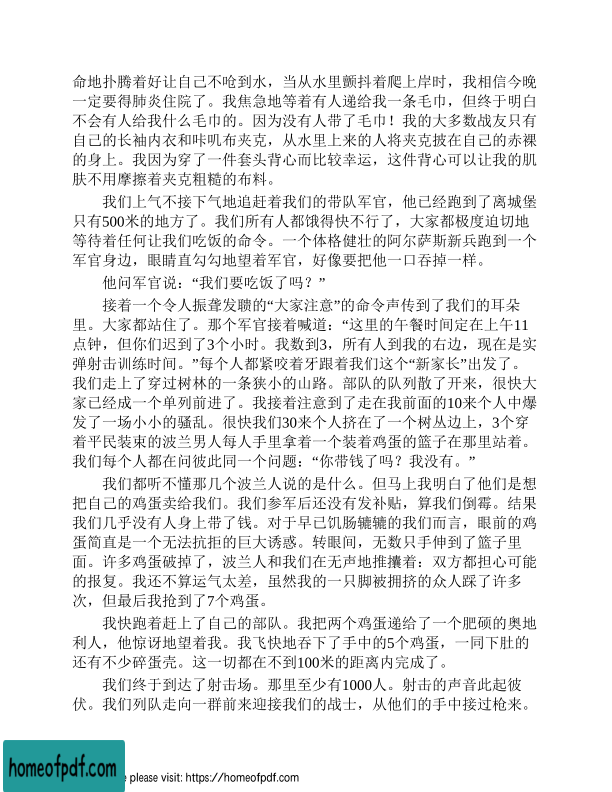 命地扑腾着好让自己不呛到水，当从水里颤抖着爬上岸时，我相信今晚
一定要得肺炎住院了。我焦急地等着有人递给我一条毛巾，但终于明白
不会有人给我什么毛巾的。因为没有人带了毛巾！我的大多数战友只有
自己的长袖内衣和咔叽布夹克，从水里上来的人将夹克披在自己的赤裸
的身上。我因为穿了一件套头背心而比较幸运，这件背心可以让我的肌
肤不用摩擦着夹克粗糙的布料。
我们上气不接下气地追赶着我们的带队军官，他已经跑到了离城堡
只有500米的地方了。我们所有人都饿得快不行了，大家都极度迫切地
等待着任何让我们吃饭的命令。一个体格健壮的阿尔萨斯新兵跑到一个
军官身边，眼睛直勾勾地望着军官，好像要把他一口吞掉一样。
他问军官说：“我们要吃饭了吗？”
接着一个令人振聋发聩的“大家注意”的命令声传到了我们的耳朵
里。大家都站住了。那个军官接着喊道：“这里的午餐时间定在上午11
点钟，但你们迟到了3个小时。我数到3，所有人到我的右边，现在是实
弹射击训练时间。”每个人都紧咬着牙跟着我们这个“新家长”出发了。
我们走上了穿过树林的一条狭小的山路。部队的队列散了开来，很快大
家已经成一个单列前进了。我接着注意到了走在我前面的10来个人中爆
发了一场小小的骚乱。很快我们30来个人挤在了一个树丛边上，3个穿
着平民装束的波兰男人每人手里拿着一个装着鸡蛋的篮子在那里站着。
我们每个人都在问彼此同一个问题：“你带钱了吗？我没有。”
我们都听不懂那几个波兰人说的是什么。但马上我明白了他们是想
把自己的鸡蛋卖给我们。我们参军后还没有发补贴，算我们倒霉。结果
我们几乎没有人身上带了钱。对于早已饥肠辘辘的我们而言，眼前的鸡
蛋简直是一个无法抗拒的巨大诱惑。转眼间，无数只手伸到了篮子里
面。许多鸡蛋破掉了，波兰人和我们在无声地推攘着：双方都担心可能
的报复。我还不算运气太差，虽然我的一只脚被拥挤的众人踩了许多
次，但最后我抢到了7个鸡蛋。
我快跑着赶上了自己的部队。我把两个鸡蛋递给了一个肥硕的奥地
利人，他惊讶地望着我。我飞快地吞下了手中的5个鸡蛋，一同下肚的
还有不少碎蛋壳。这一切都在不到100米的距离内完成了。
我们终于到达了射击场。那里至少有1000人。射击的声音此起彼
伏。我们列队走向一群前来迎接我们的战士，从他们的手中接过枪来。
homeofpdf.com
e please visit: https://homeofpdf.com